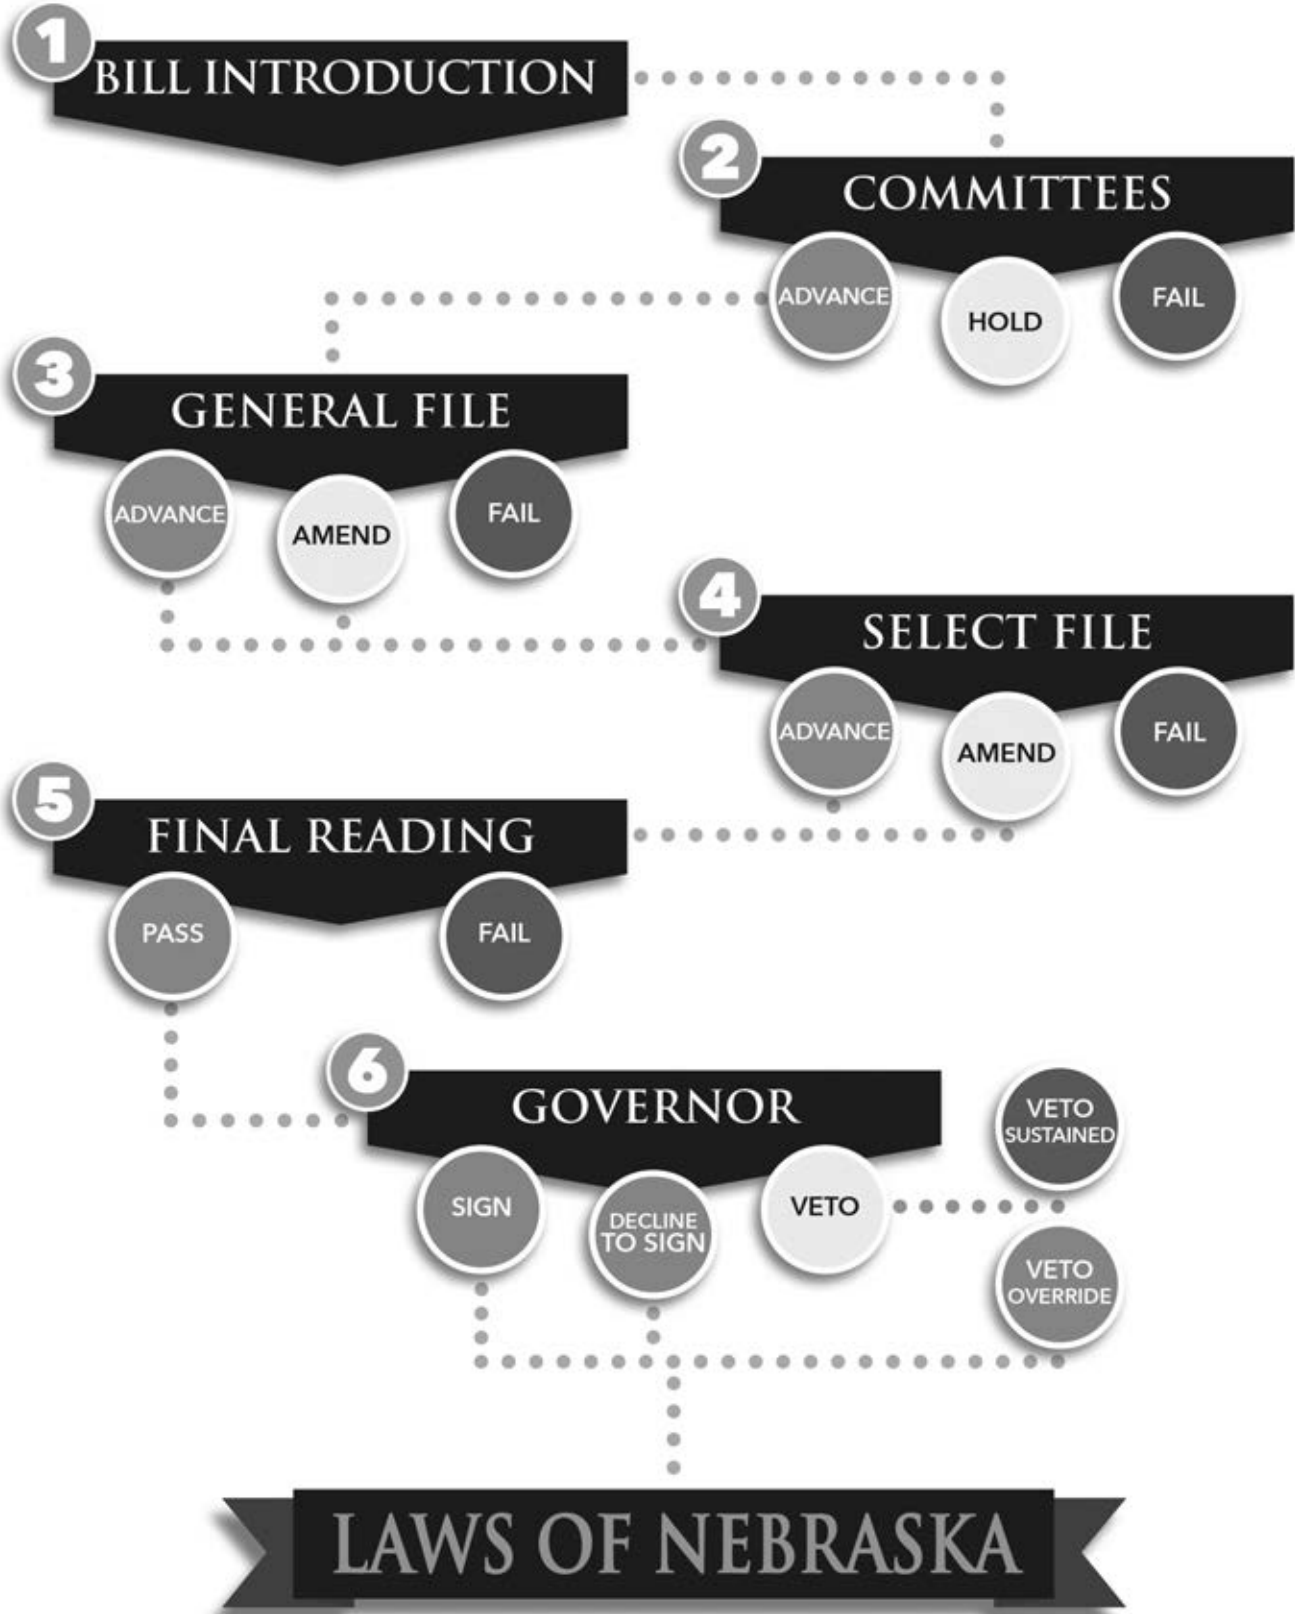 1
BILL INTRODUCTION
2
COMMITTEES
ADVANCE
HOLD
FAIL
3
GENERAL FILE
ADVANCE
AMEND
FAIL
4
SELECT FILE
ADVANCE
AMEND
FAIL
5
FINAL READING
PASS
FAIL
6
GOVERNOR
SIGN
DECLINE
TO SIGN
VETO
VETO
SUSTAINED
VETO
OVERRIDE
LAWS OF NEBRASKA